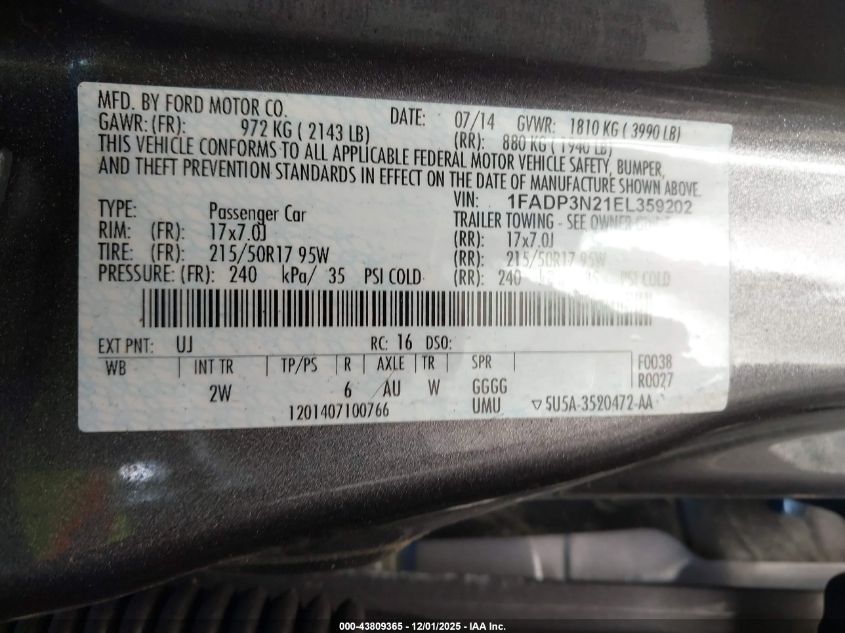 MFD. BY FORD MOTOR CO. DATE: 07/14 GVWR: 1810 KG ( 3990 LB)
GAWR: (FR): 972 KG ( 2143 LB) (RR): 880 KG ( 1940 LB)
THIS VEHICLE CONFORMS TO ALL APPLICABLE FEDERAL MOTOR VEHICLE SAFETY, BUMPER,
AND THEFT PREVENTION STANDARDS IN EFFECT ON THE DATE OF MANUFACTURE SHOWN ABOVE.
VIN: 1FADP3N21EL359202
TYPE: Passenger Car TRAILER TOWING - SEE OWNER
RIM: (FR): 17x7.0J (RR): 17x7.0J
TIRE: (FR): 215/50R17 95W (RR): 215/50R17 95W
PRESSURE: (FR): 240 kPa/ 35 PSI COLD (RR): 240 kPa/ 35 PSI COLD
EXT PNT: UJ RC: 16 DSO:
WB INT TR TP/PS R AXLE TR SPR F0038
2W 6 AU W GGGG R0027
1201407100766 UMU ▽ 5U5A-3520472-AA
000-43809365 - 12/01/2025 - IAA Inc.